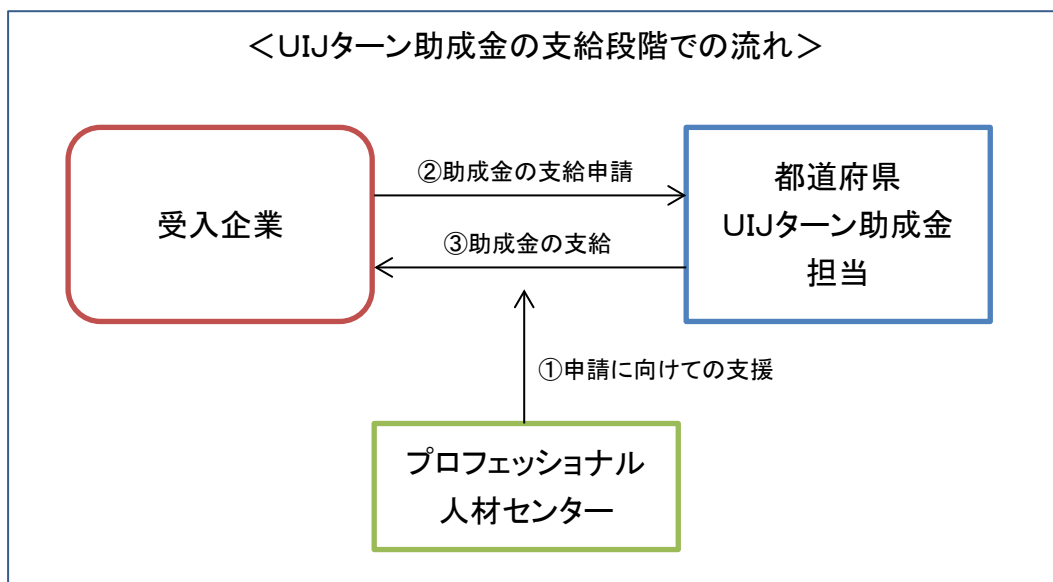 ＜UIJターン助成金の支給段階での流れ＞
受入企業
②助成金の支給申請
③助成金の支給
都道府県
UIJターン助成金
担当
①申請に向けての支援
プロフェッショナル
人材センター